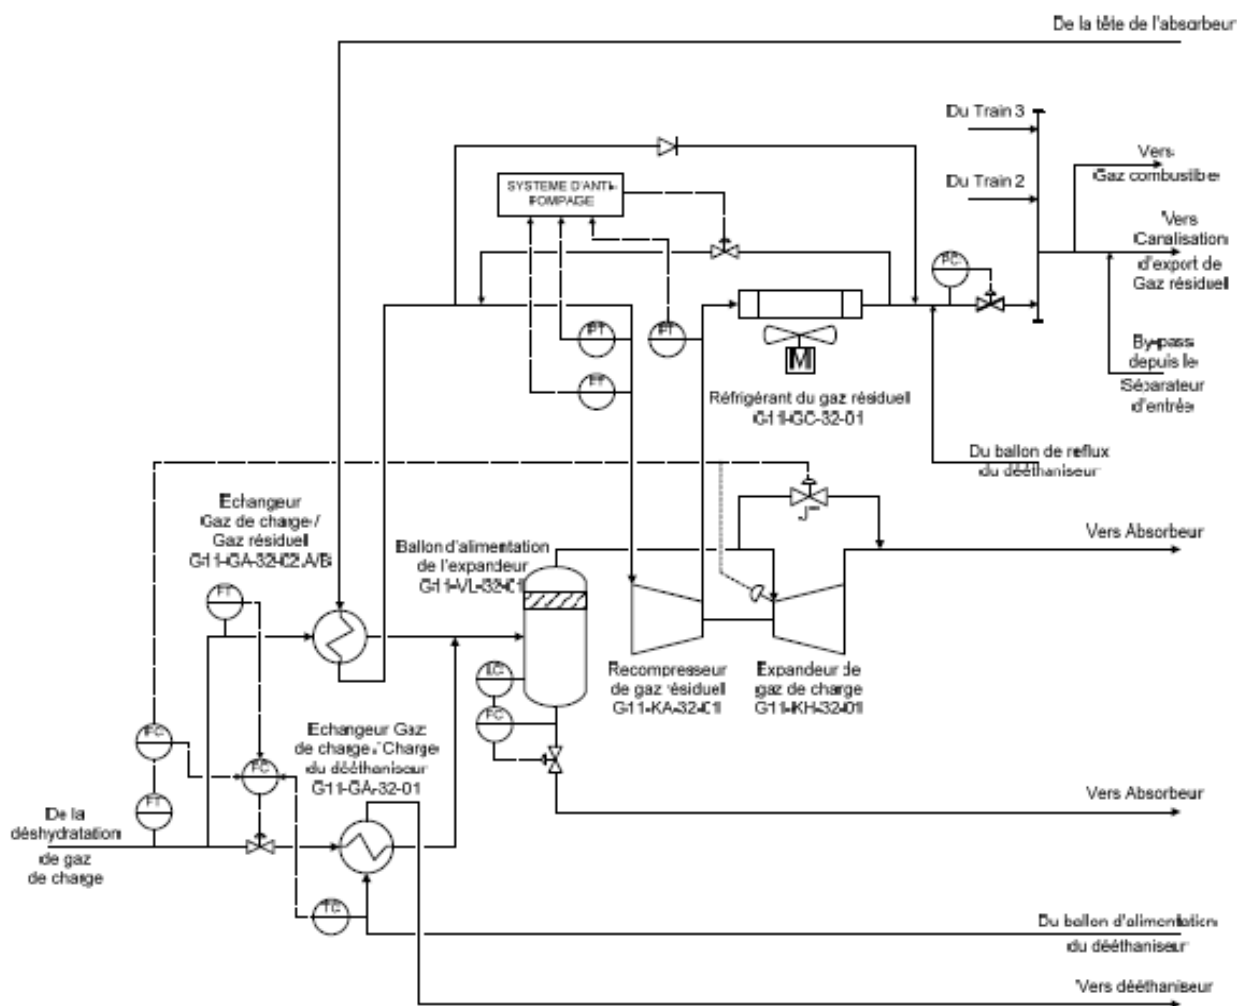 De la tête de l'absorbeur
Du Train 3
Vers
Gaz combustible
SYSTEME D'ANTI-
POMPAGE
Du Train 2
Vers
Canalisation
d'export de
Gaz résiduel
PC
PT
PT
FT
M
By-pass
depuis le
Séparateur
d'entrée
Réfrigérant du gaz résiduel
G11-GC-32-01
Du ballon de reflux
du dééthaniseur
Echangeur
Gaz de charge /
Gaz résiduel
G11-GA-32-02 A/B
Ballon d'alimentation
de l'expandeur
G11-VL-32-01
Vers Absorbeur
FT
Recompresseur
de gaz résiduel
G11-KA-32-01
Expandeur de
gaz de charge
G11-KH-32-01
LC
FC
Echangeur Gaz
de charge / Charge
du dééthaniseur
G11-GA-32-01
FC
FT
Vers Absorbeur
De la
déshydratation
de gaz
de charge
TC
Du ballon d'alimentation
du dééthaniseur
Vers dééthaniseur